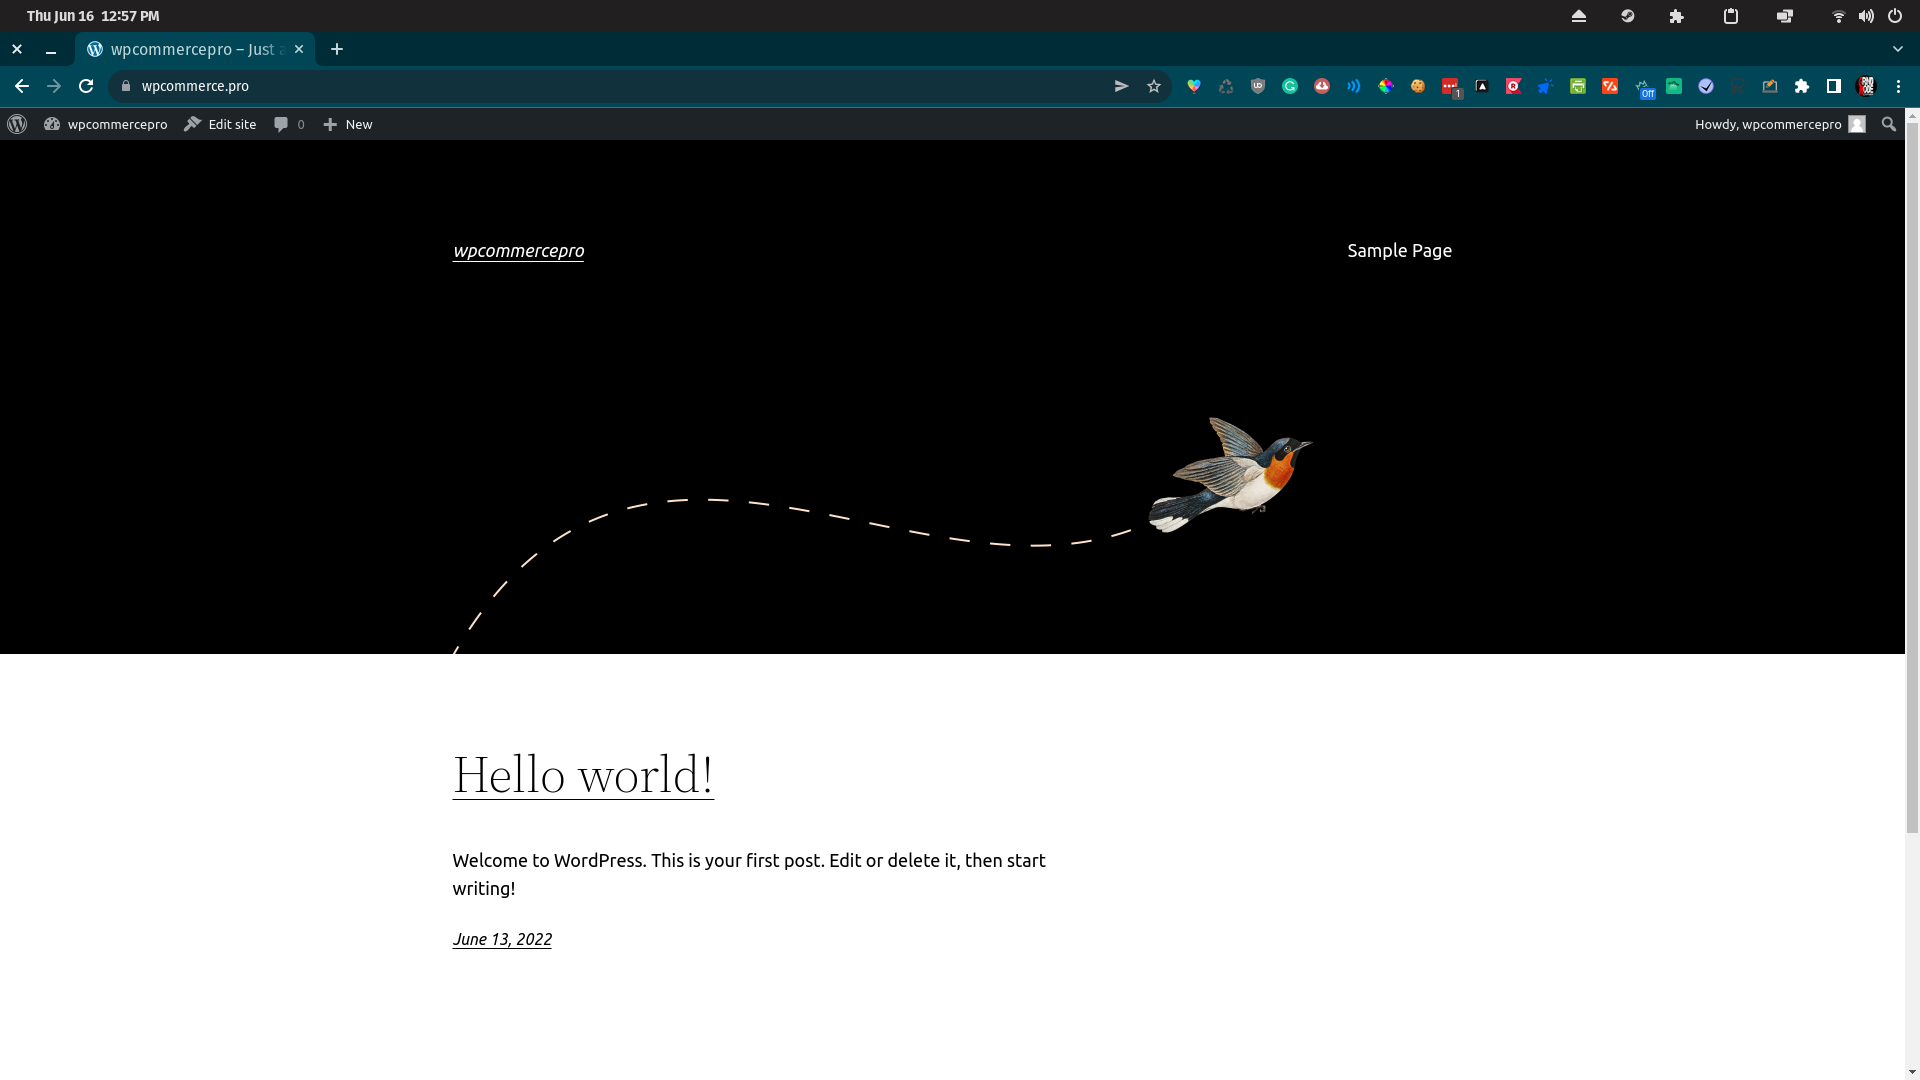 Thu Jun 16 12:57 PM
wpcommercepro – Just a
wpcommerce.pro
1
Off
wpcommercepro
Edit site
0
New
Howdy, wpcommercepro
wpcommercepro
Sample Page
Hello world!
Welcome to WordPress. This is your first post. Edit or delete it, then start
writing!
June 13, 2022